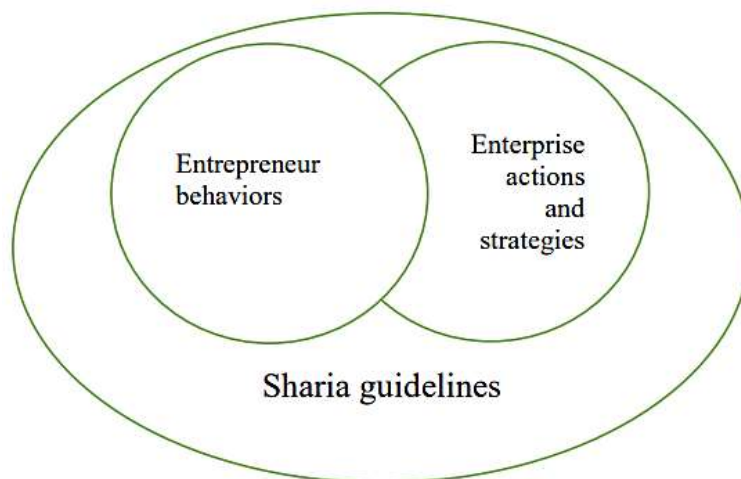 Entrepreneur
behaviors
Enterprise
actions
and
strategies
Sharia guidelines